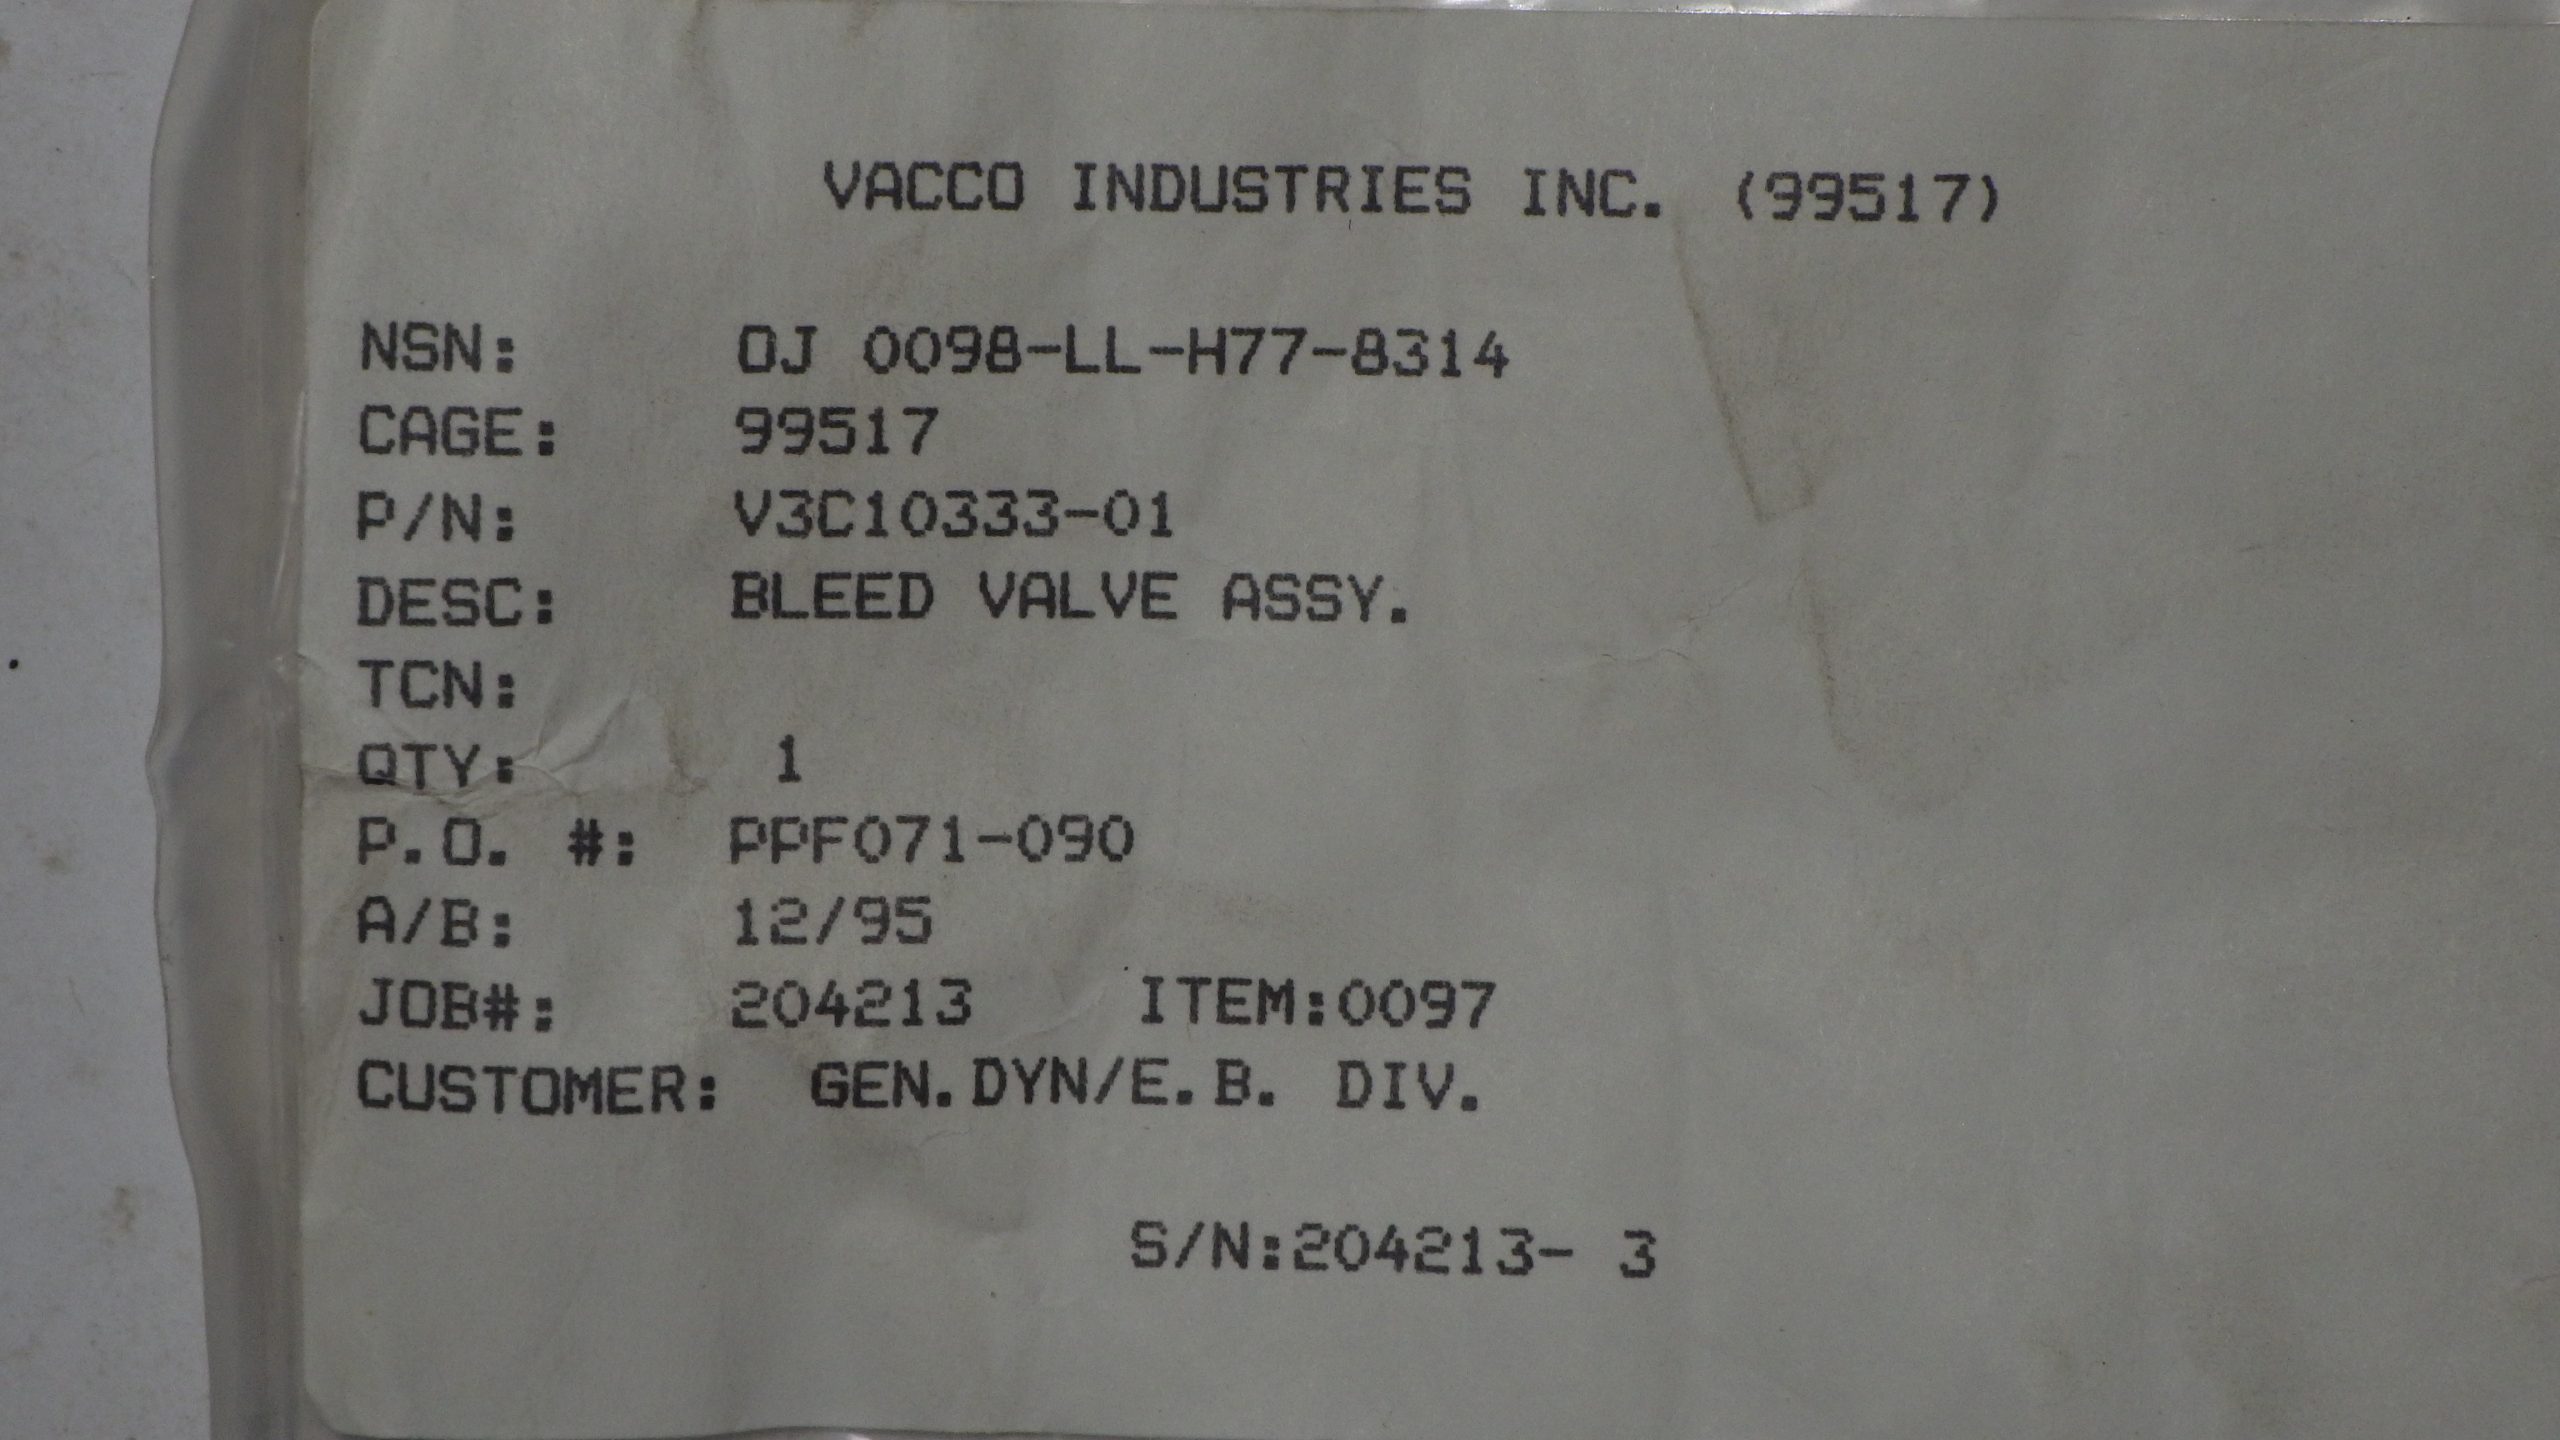 VACCO INDUSTRIES INC. (99517)
NSN: OJ 0098-LL-H77-8314
CAGE: 99517
P/N: V3C10333-01
DESC: BLEED VALVE ASSY.
TCN:
QTY: 1
P.O. #: PPF071-090
A/B: 12/95
JOB#: 204213 ITEM:0097
CUSTOMER: GEN.DYN/E.B. DIV.
S/N:204213- 3